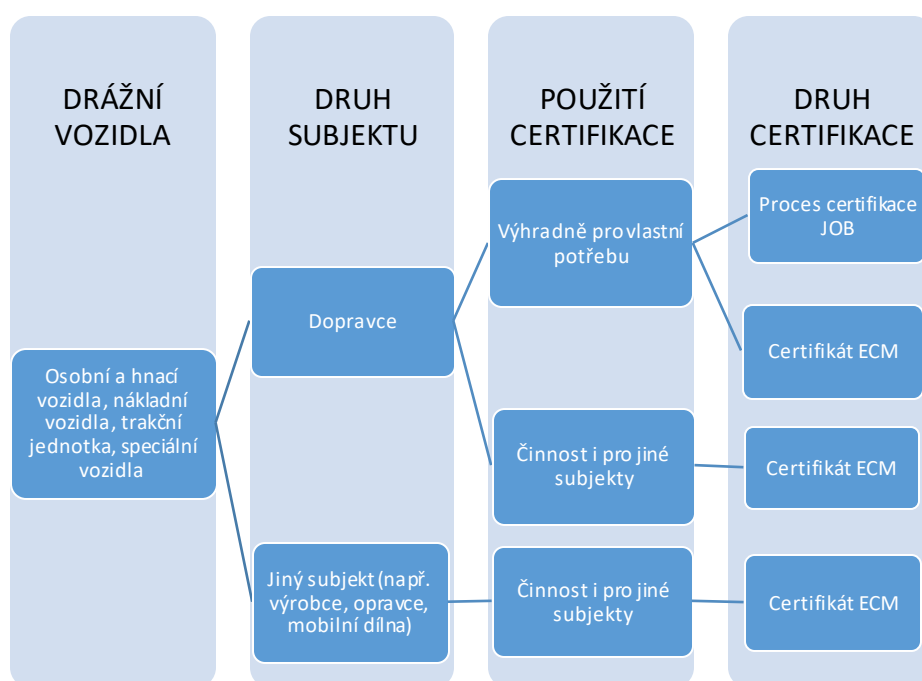 DRÁŽNÍ
VOZIDLA
DRUH
SUBJEKTU
POUŽITÍ
CERTIFIKACE
DRUH
CERTIFIKACE
Osobní a hnací
vozidla, nákladní
vozidla, trakční
jednotka, speciální
vozidla
Dopravce
Jiný subjekt (např.
výrobce, opravce,
mobilní dílna)
Výhradně pro vlastní
potřebu
Činnost i pro jiné
subjekty
Činnost i pro jiné
subjekty
Proces certifikace
JOB
Certifikát ECM
Certifikát ECM
Certifikát ECM